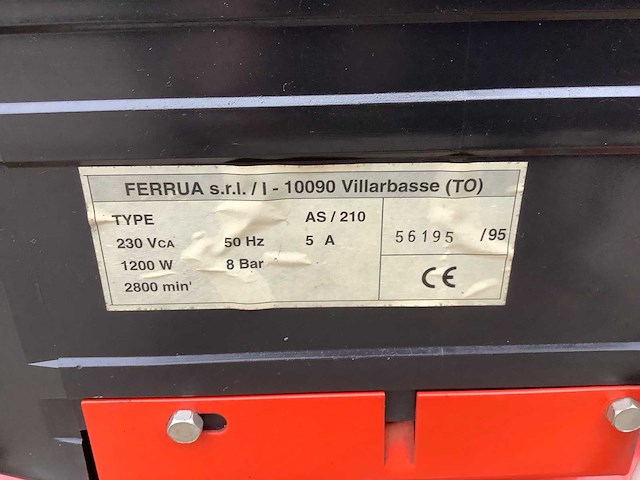 FERRUA s.r.l. / I - 10090 Villarbasse (TO)
TYPE AS / 210
230 VCA 50 Hz 5 A
1200 W 8 Bar
2800 min'
56195 /95
CE